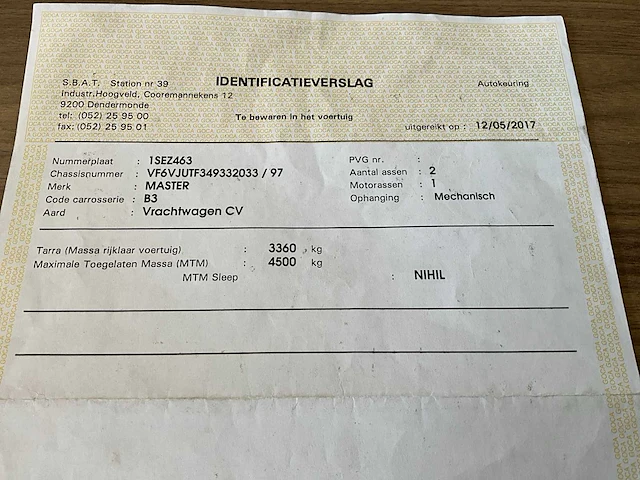 IDENTIFICATIEVERSLAG
S.B.A.T. Station nr 39
Autokeuring
Industr.Hoogveld, Cooremannekens 12
9200 Dendermonde
tel: (052) 25 95 00
Te bewaren in het voertuig
fax: (052) 25 95 01
uitgereikt op : 12/05/2017
Nummerplaat : 1SEZ463
PVG nr. :
Chassisnummer : VF6VJUTF349332033 / 97
Aantal assen : 2
Merk : MASTER
Motorassen : 1
Code carrosserie : B3
Ophanging : Mechanisch
Aard : Vrachtwagen CV
Tarra (Massa rijklaar voertuig) : 3360 kg
Maximale Toegelaten Massa (MTM) : 4500 kg
MTM Sleep : NIHIL